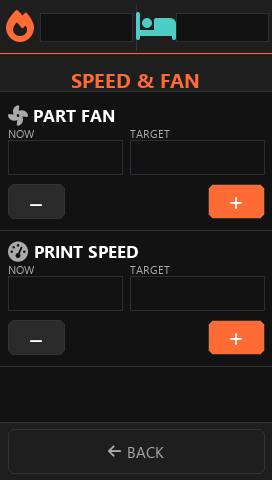 SPEED & FAN
PART FAN
NOW TARGET
– +
PRINT SPEED
NOW TARGET
– +
← BACK